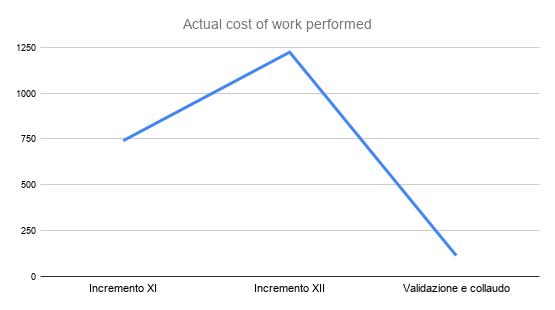 Actual cost of work performed
1250
1000
750
500
250
0
Incremento XI
Incremento XII
Validazione e collaudo